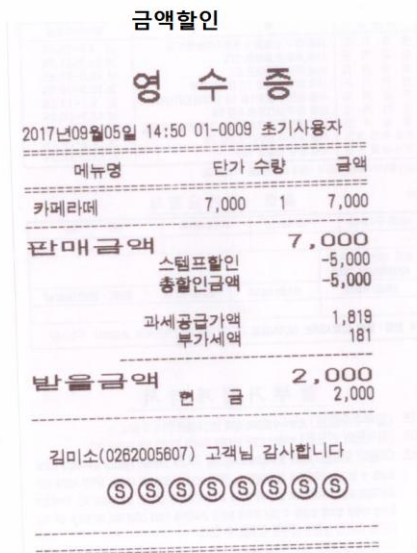 금액할인
영 수 증
2017년09월05일 14:50 01-0009 초기사용자
메뉴명 단가 수량 금액
카페라떼 7,000 1 7,000
판매금액 7,000
스템프할인 -5,000
총할인금액 -5,000
과세공급가액 1,819
부가세액 181
받을금액 2,000
현 금 2,000
김미소(0262005607) 고객님 감사합니다
ⓈⓈⓈⓈⓈⓈⓈⓈ